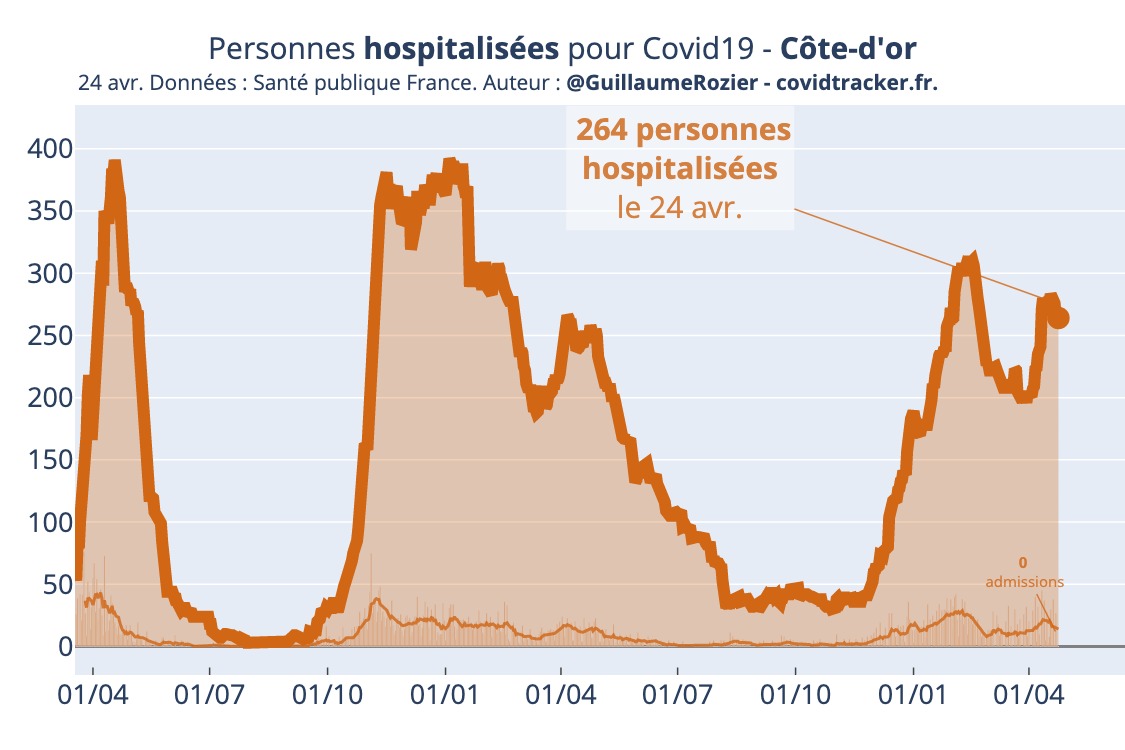 Personnes hospitalisées pour Covid19 - Côte-d'or
24 avr. Données : Santé publique France. Auteur : @GuillaumeRozier - covidtracker.fr.
264 personnes
hospitalisées
le 24 avr.
400
350
300
250
200
150
100
50
0
0
admissions
01/04 01/07 01/10 01/01 01/04 01/07 01/10 01/01 01/04